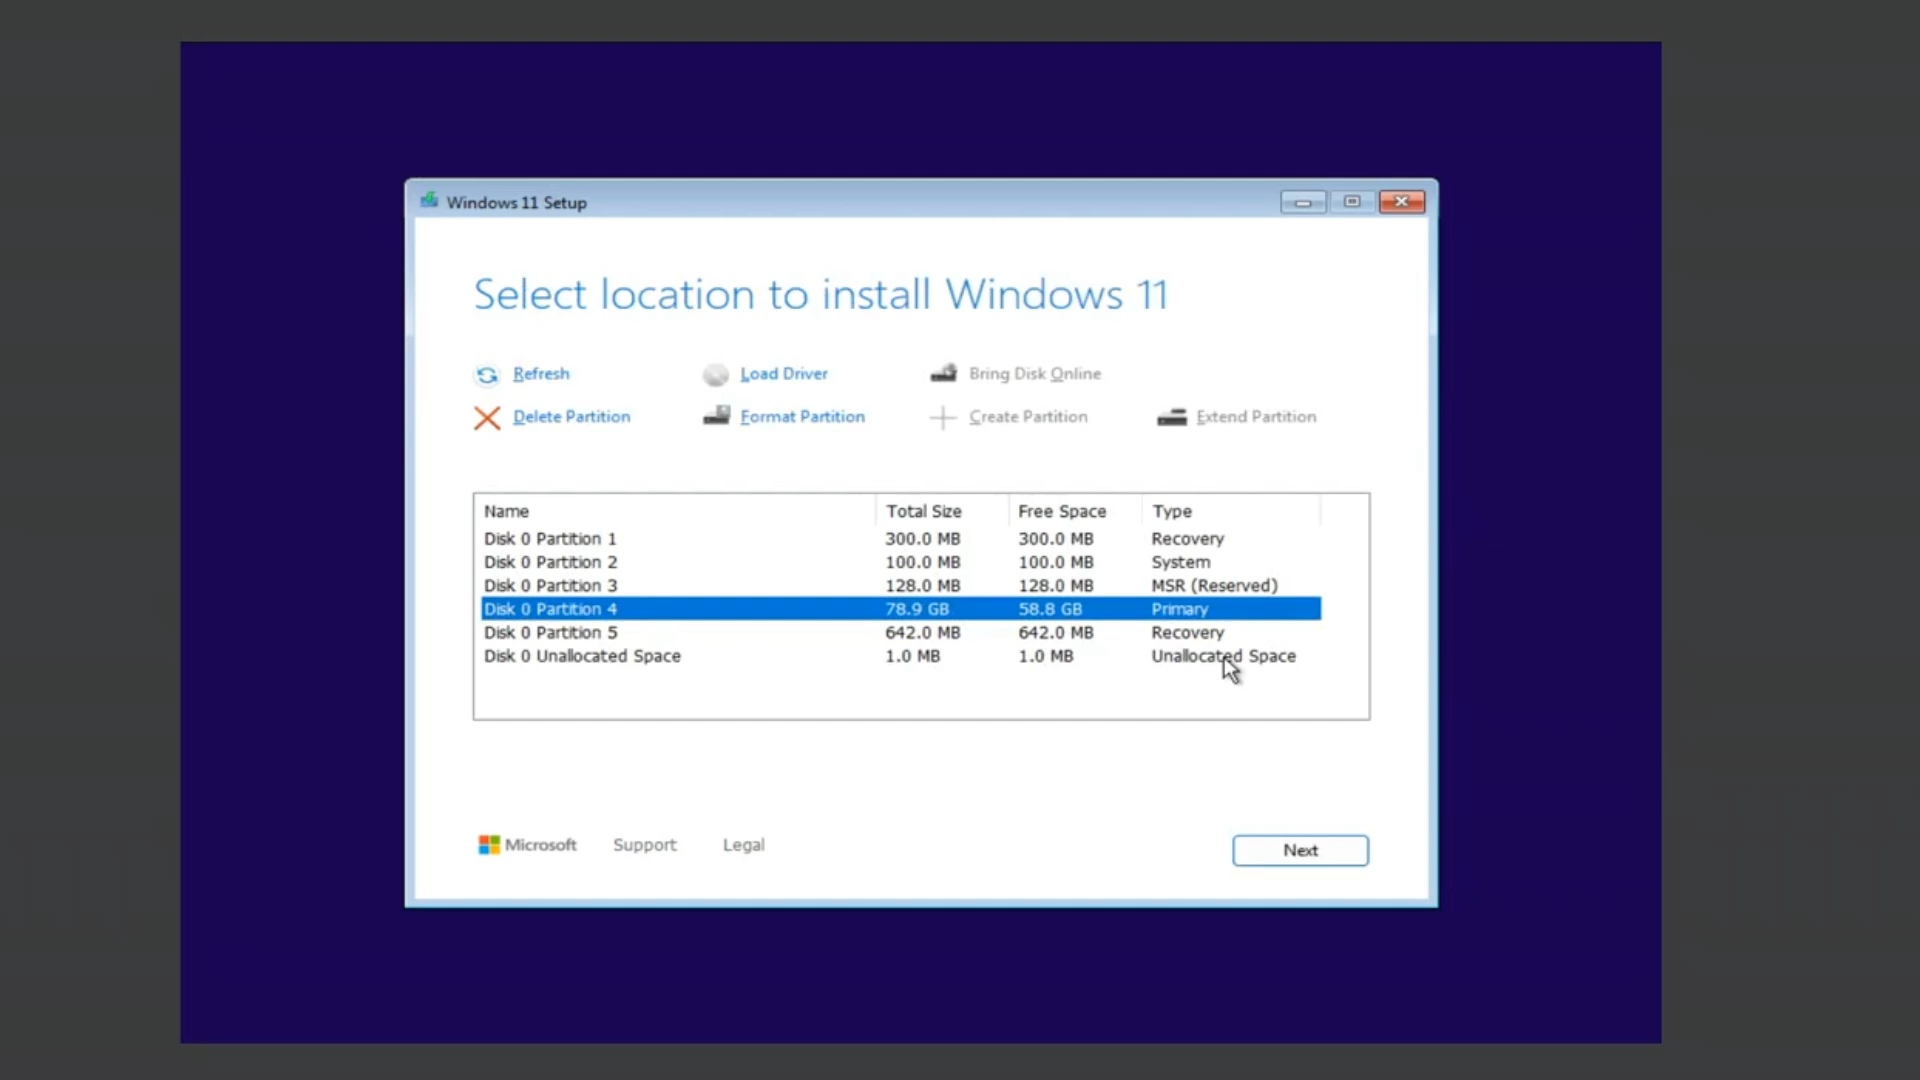 Windows 11 Setup
Select location to install Windows 11
Refresh Load Driver Bring Disk Online
Delete Partition Format Partition Create Partition Extend Partition
Name Total Size Free Space Type
Disk 0 Partition 1 300.0 MB 300.0 MB Recovery
Disk 0 Partition 2 100.0 MB 100.0 MB System
Disk 0 Partition 3 128.0 MB 128.0 MB MSR (Reserved)
Disk 0 Partition 4 78.9 GB 58.8 GB Primary
Disk 0 Partition 5 642.0 MB 642.0 MB Recovery
Disk 0 Unallocated Space 1.0 MB 1.0 MB Unallocated Space
Microsoft Support Legal Next